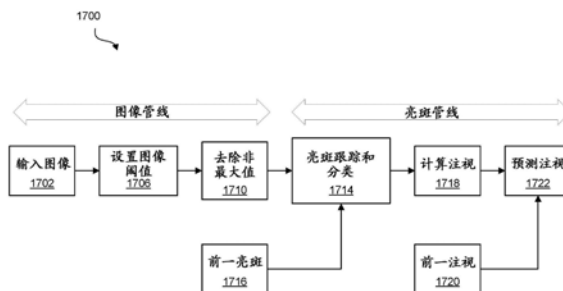 1700
图像管线
亮斑管线
输入图像
1702
设置图像
阈值
1706
去除非
最大值
1710
亮斑跟踪和
分类
1714
计算注视
1718
预测注视
1722
前一亮斑
1716
前一注视
1720